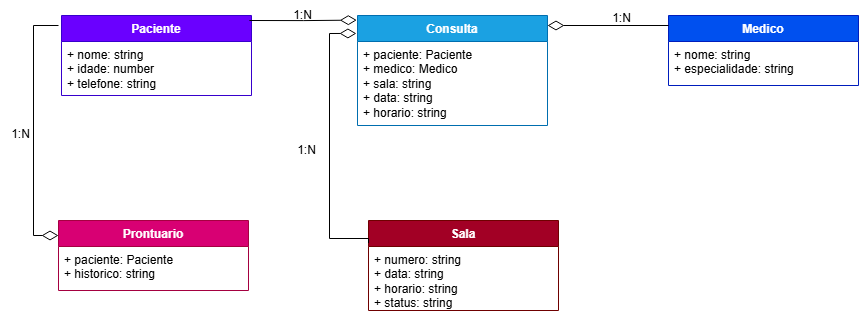 Paciente
+ nome: string
+ idade: number
+ telefone: string
1:N
Consulta
+ paciente: Paciente
+ medico: Medico
+ sala: string
+ data: string
+ horario: string
1:N
Medico
+ nome: string
+ especialidade: string
1:N
1:N
Prontuario
+ paciente: Paciente
+ historico: string
Sala
+ numero: string
+ data: string
+ horario: string
+ status: string